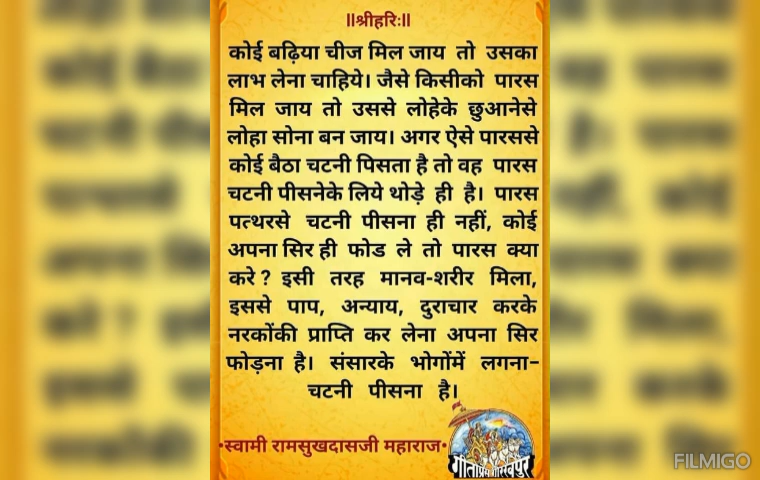 ॥श्रीहरिः॥
कोई बढ़िया चीज मिल जाय तो उसका
लाभ लेना चाहिये। जैसे किसीको पारस
मिल जाय तो उससे लोहेके छुआनेसे
लोहा सोना बन जाय। अगर ऐसे पारससे
कोई बैठा चटनी पिसता है तो वह पारस
चटनी पीसनेके लिये थोड़े ही है। पारस
पत्थरसे चटनी पीसना ही नहीं, कोई
अपना सिर ही फोड ले तो पारस क्या
करे ? इसी तरह मानव-शरीर मिला,
इससे पाप, अन्याय, दुराचार करके
नरकोंकी प्राप्ति कर लेना अपना सिर
फोड़ना है। संसारके भोगोंमें लगना–
चटनी पीसना है।
•स्वामी रामसुखदासजी महाराज•
गीताप्रेस गोरखपुर
FILMIGO